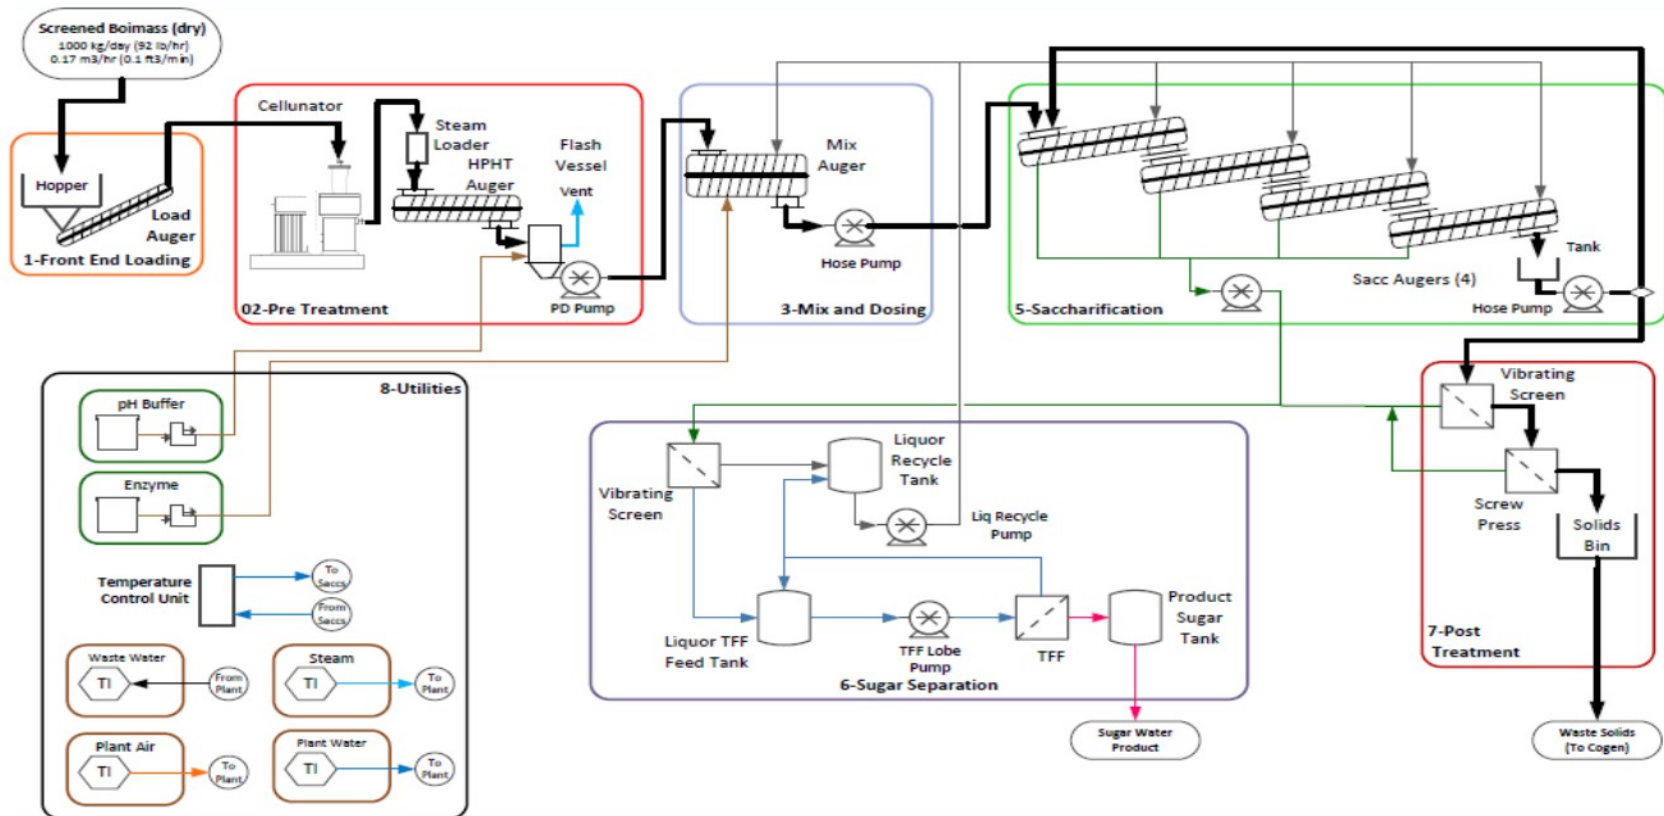 Screened Boimass (dry)
1000 kg/day (92 lb/hr)
0.17 m3/hr (0.1 ft3/min)
Hopper
Load
Auger
1-Front End Loading
Cellunator
Steam
Loader
HPHT
Auger
Flash
Vessel
Vent
PD Pump
02-Pre Treatment
Mix
Auger
Hose Pump
3-Mix and Dosing
Tank
Sacc Augers (4)
Hose Pump
5-Saccharification
8-Utilities
pH Buffer
Enzyme
Temperature
Control Unit
To
Saccs
From
Saccs
Waste Water
TI
From
Plant
Steam
TI
To
Plant
Plant Air
TI
To
Plant
Plant Water
TI
To
Plant
Vibrating
Screen
Liquor
Recycle
Tank
Liq Recycle
Pump
Liquor TFF
Feed Tank
TFF Lobe
Pump
TFF
Product
Sugar
Tank
6-Sugar Separation
Sugar Water
Product
Vibrating
Screen
Screw
Press
Solids
Bin
7-Post
Treatment
Waste Solids
(To Cogen)